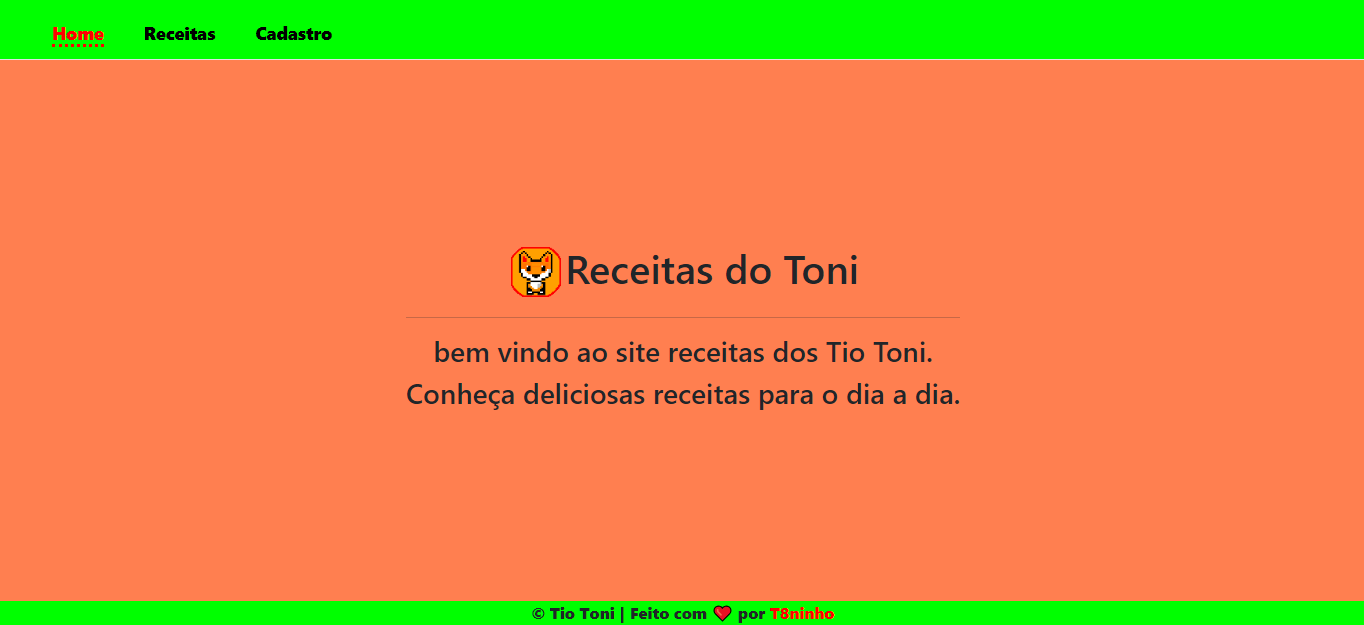 Home Receitas Cadastro
Receitas do Toni
bem vindo ao site receitas dos Tio Toni.
Conheça deliciosas receitas para o dia a dia.
© Tio Toni | Feito com ❤ por T8ninho